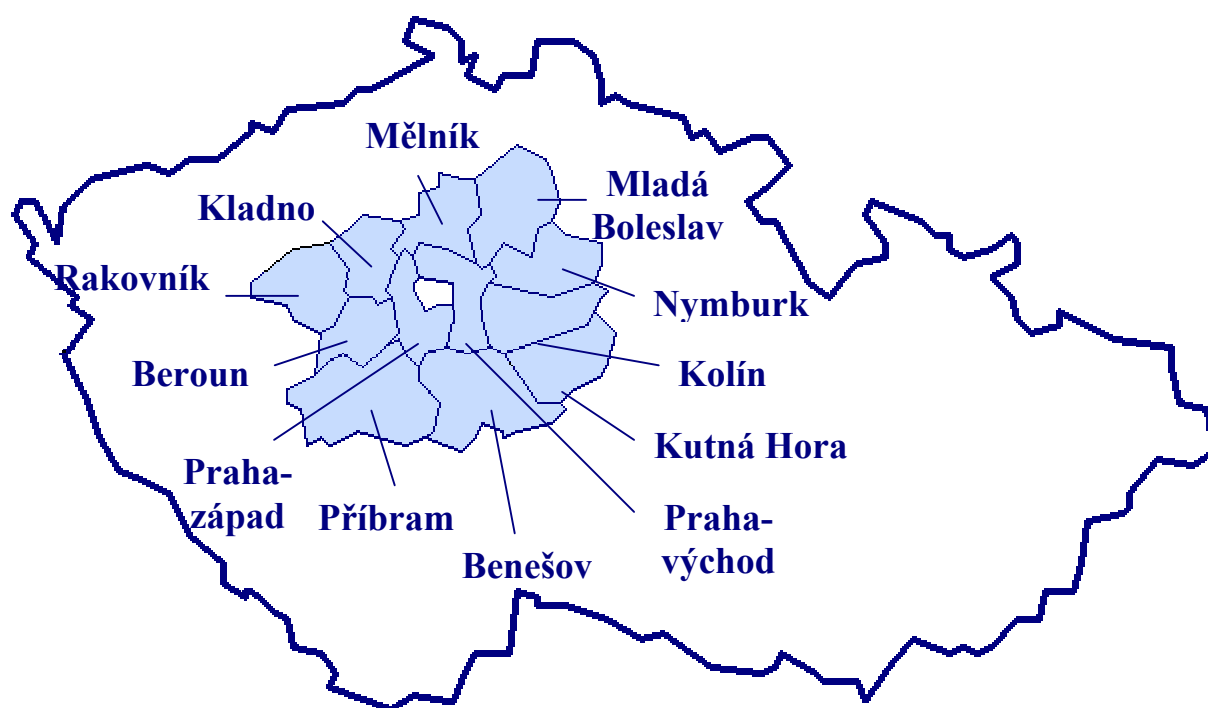 Mělník
Mladá
Boleslav
Kladno
Rakovník
Nymburk
Beroun
Kolín
Kutná Hora
Praha-
západ
Příbram
Praha-
východ
Benešov